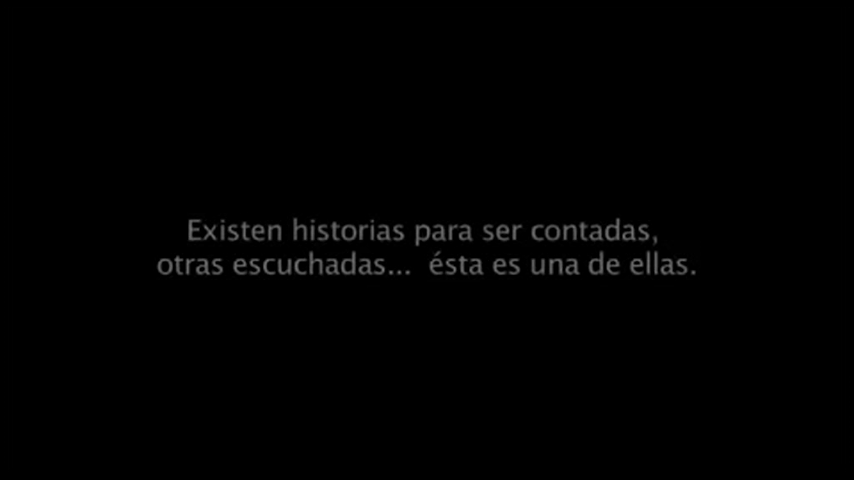 Existen historias para ser contadas,
otras escuchadas... ésta es una de ellas.